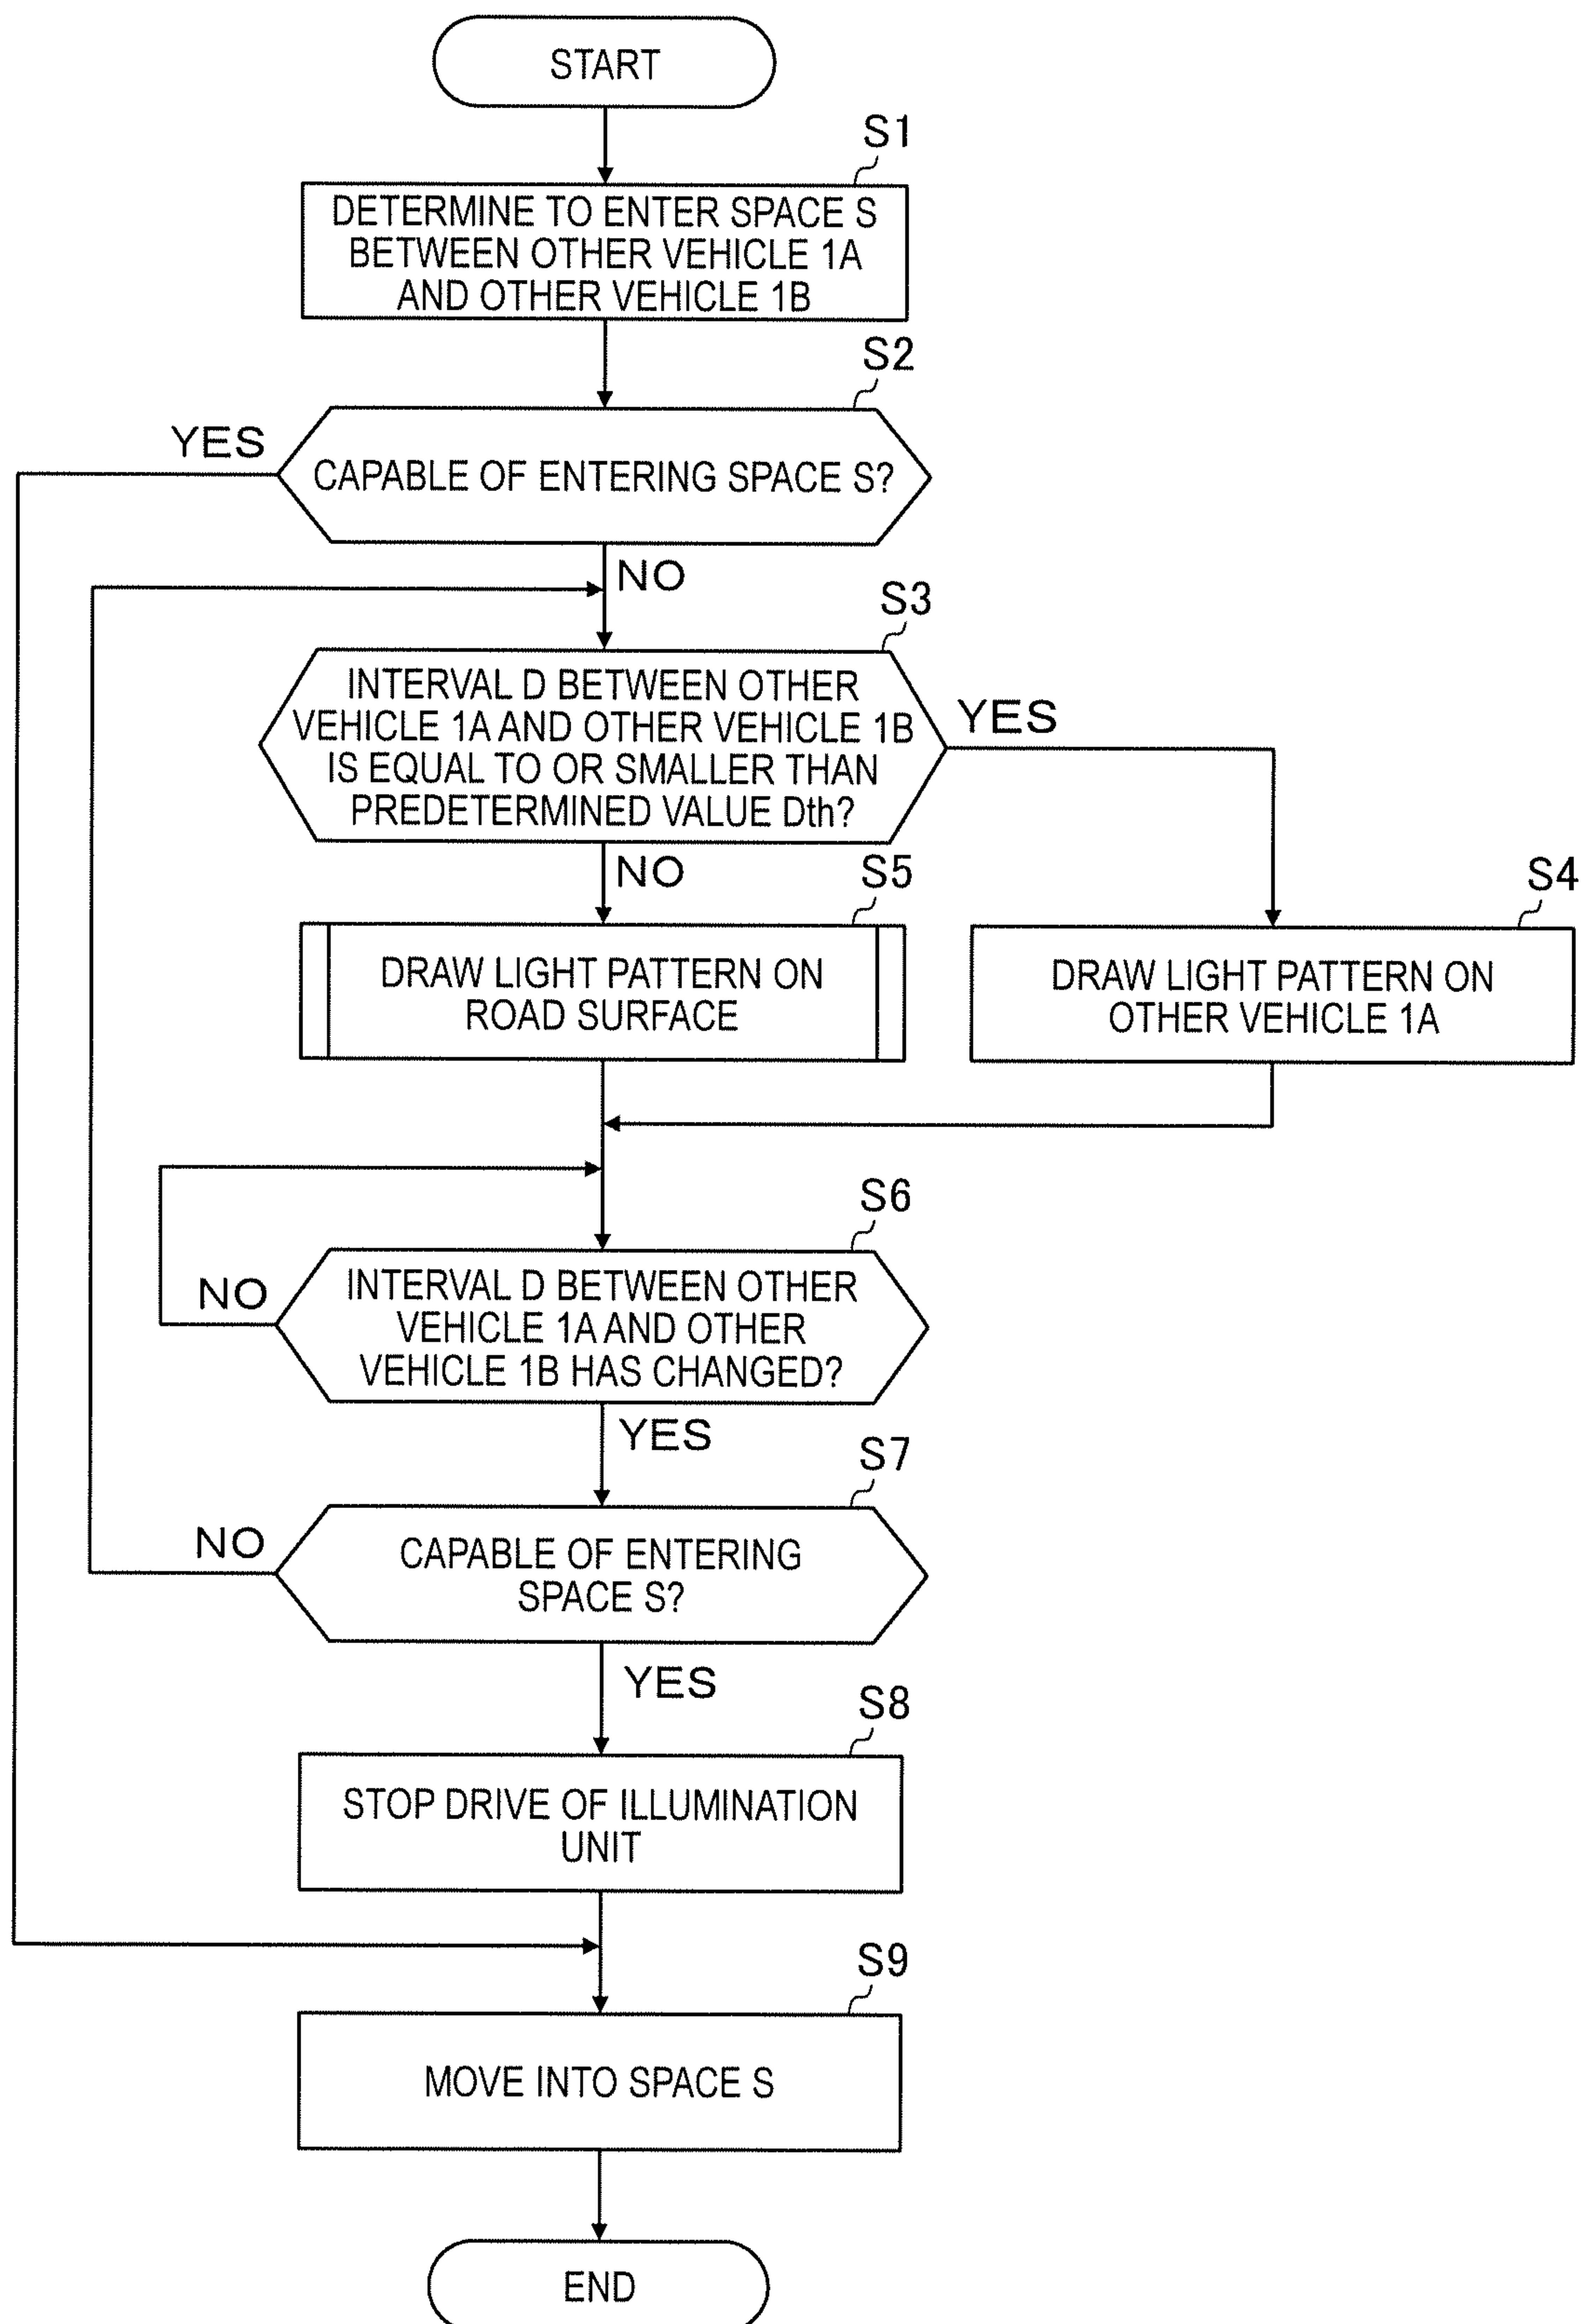 START
S1
DETERMINE TO ENTER SPACE S
BETWEEN OTHER VEHICLE 1A
AND OTHER VEHICLE 1B
S2
YES
CAPABLE OF ENTERING SPACE S?
NO
S3
INTERVAL D BETWEEN OTHER
VEHICLE 1A AND OTHER VEHICLE 1B
IS EQUAL TO OR SMALLER THAN
PREDETERMINED VALUE Dth?
YES
NO
S5
DRAW LIGHT PATTERN ON
ROAD SURFACE
S4
DRAW LIGHT PATTERN ON
OTHER VEHICLE 1A
S6
NO
INTERVAL D BETWEEN OTHER
VEHICLE 1A AND OTHER
VEHICLE 1B HAS CHANGED?
YES
S7
NO
CAPABLE OF ENTERING
SPACE S?
YES
S8
STOP DRIVE OF ILLUMINATION
UNIT
S9
MOVE INTO SPACE S
END